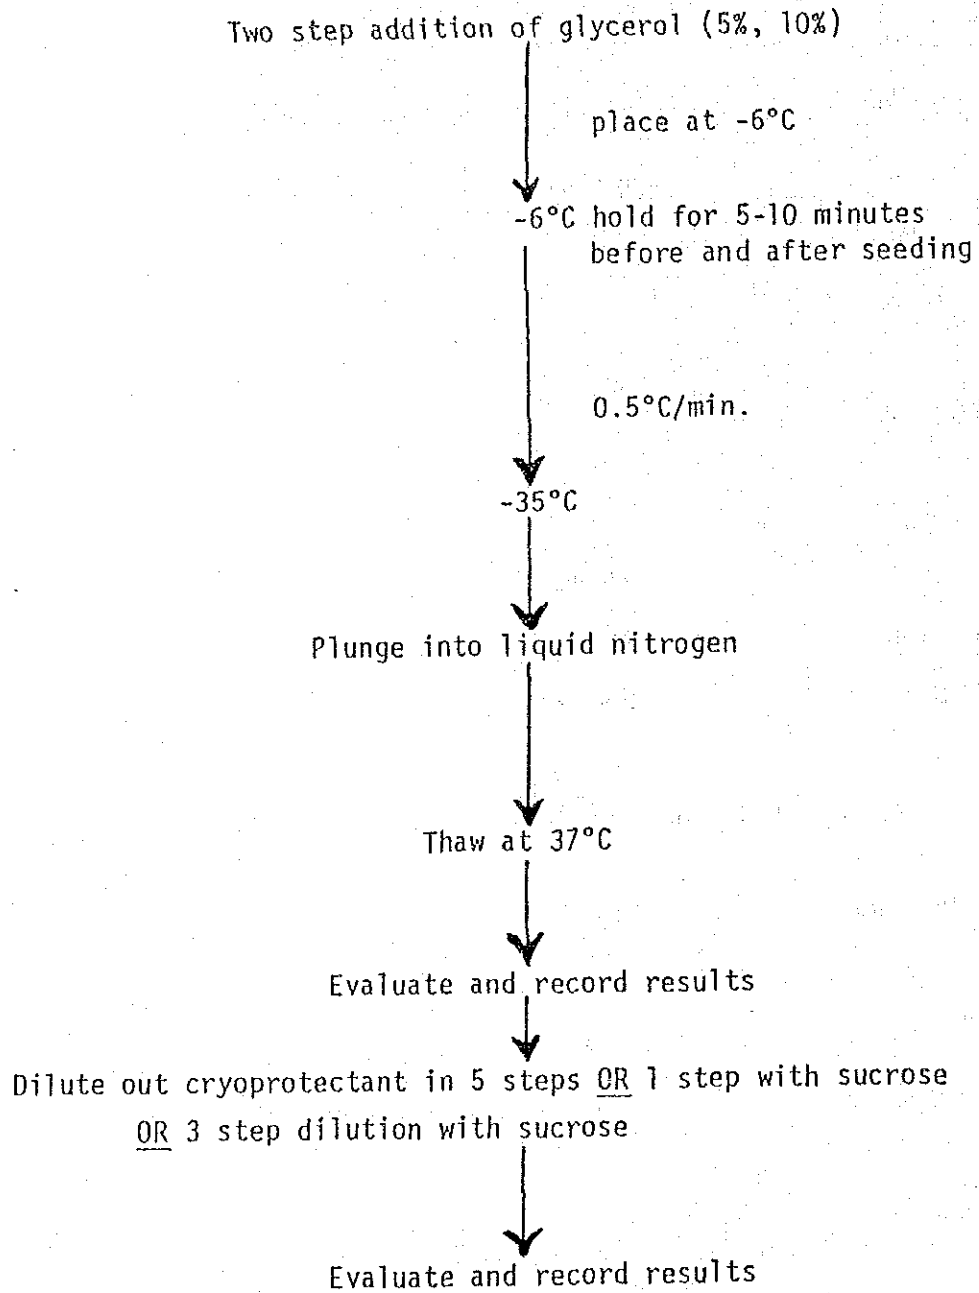 Two step addition of glycerol (5%, 10%)
place at -6°C
-6°C hold for 5-10 minutes
before and after seeding
0.5°C/min.
-35°C
Plunge into liquid nitrogen
Thaw at 37°C
Evaluate and record results
Dilute out cryoprotectant in 5 steps OR 1 step with sucrose
OR 3 step dilution with sucrose
Evaluate and record results